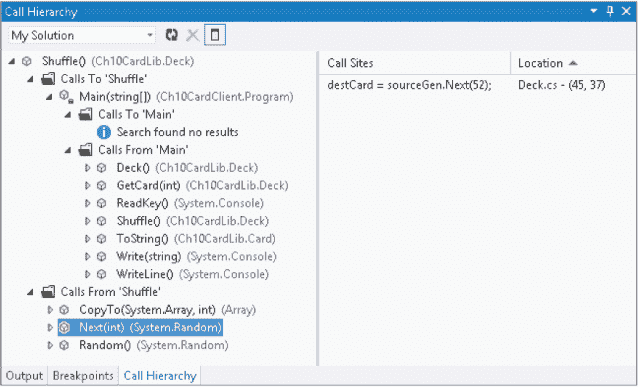 Call Hierarchy
My Solution
Shuffle() (Ch10CardLib.Deck)
Calls To 'Shuffle'
Main(string[]) (Ch10CardClient.Program)
Calls To 'Main'
Search found no results
Calls From 'Main'
Deck() (Ch10CardLib.Deck)
GetCard(int) (Ch10CardLib.Deck)
ReadKey() (System.Console)
Shuffle() (Ch10CardLib.Deck)
ToString() (Ch10CardLib.Card)
Write(string) (System.Console)
WriteLine() (System.Console)
Calls From 'Shuffle'
CopyTo(System.Array, int) (Array)
Next(int) (System.Random)
Random() (System.Random)
Call Sites Location
destCard = sourceGen.Next(52); Deck.cs - (45, 37)
Output Breakpoints Call Hierarchy